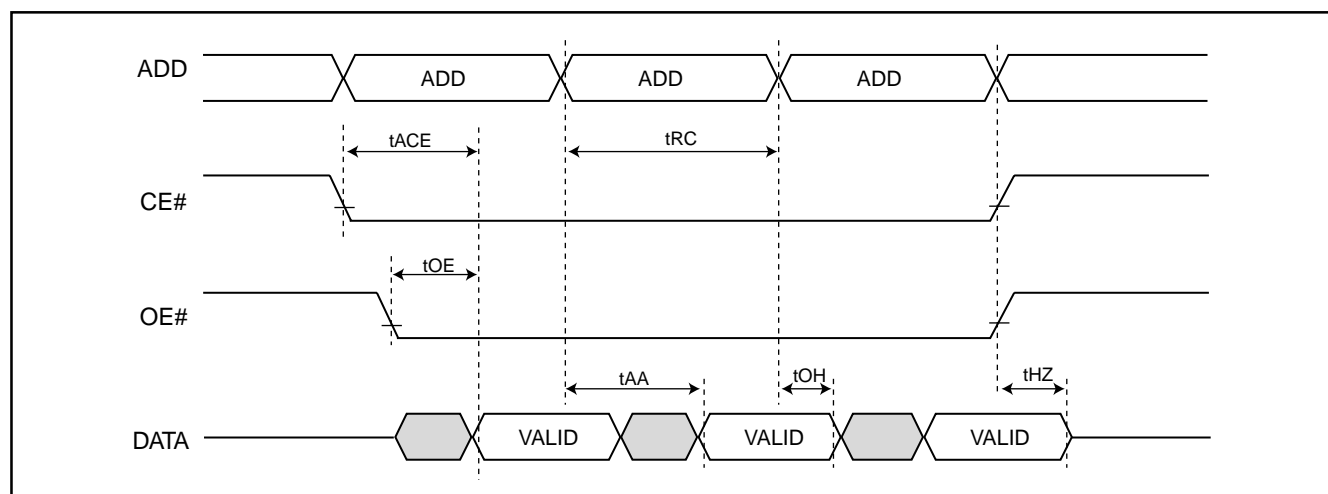 ADD
ADD
ADD
ADD
tACE
tRC
CE#
tOE
OE#
tAA
tOH
tHZ
DATA
VALID
VALID
VALID